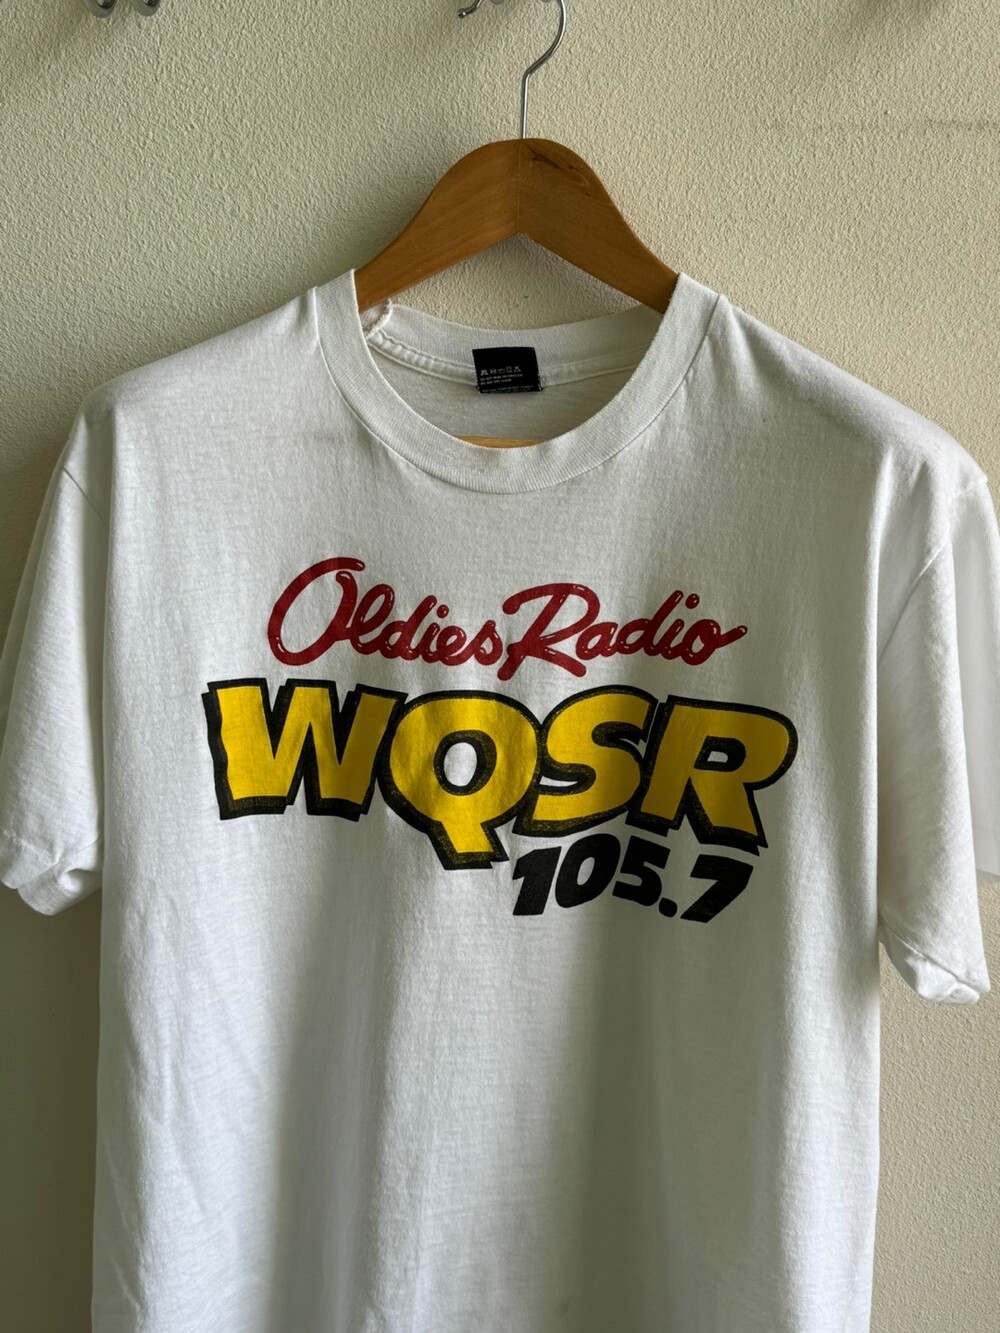 Oldies Radio
WQSR
105.7